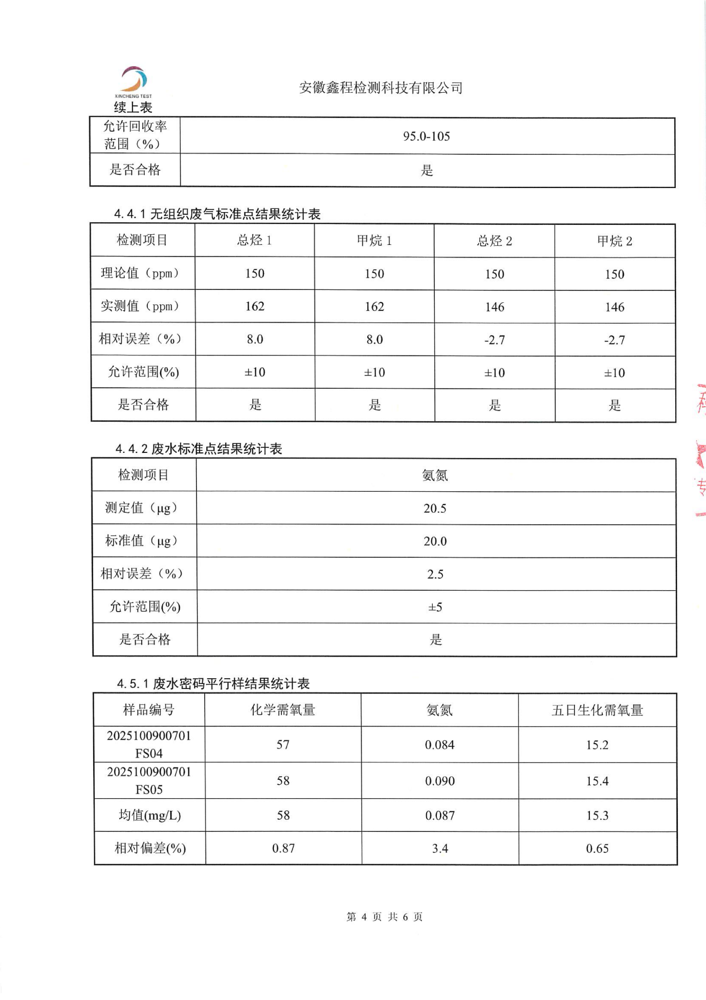 XINCHENG TEST
安徽鑫程检测科技有限公司
续上表
允许回收率
范围（%）
95.0-105
是否合格 是
4.4.1 无组织废气标准点结果统计表
检测项目 总烃 1 甲烷 1 总烃 2 甲烷 2
理论值（ppm） 150 150 150 150
实测值（ppm） 162 162 146 146
相对误差（%） 8.0 8.0 -2.7 -2.7
允许范围(%) ±10 ±10 ±10 ±10
是否合格 是 是 是 是
4.4.2 废水标准点结果统计表
检测项目 氨氮
测定值（μg） 20.5
标准值（μg） 20.0
相对误差（%） 2.5
允许范围(%) ±5
是否合格 是
4.5.1 废水密码平行样结果统计表
样品编号 化学需氧量 氨氮 五日生化需氧量
2025100900701
FS04
57 0.084 15.2
2025100900701
FS05
58 0.090 15.4
均值(mg/L) 58 0.087 15.3
相对偏差(%) 0.87 3.4 0.65
专
第 4 页 共 6 页